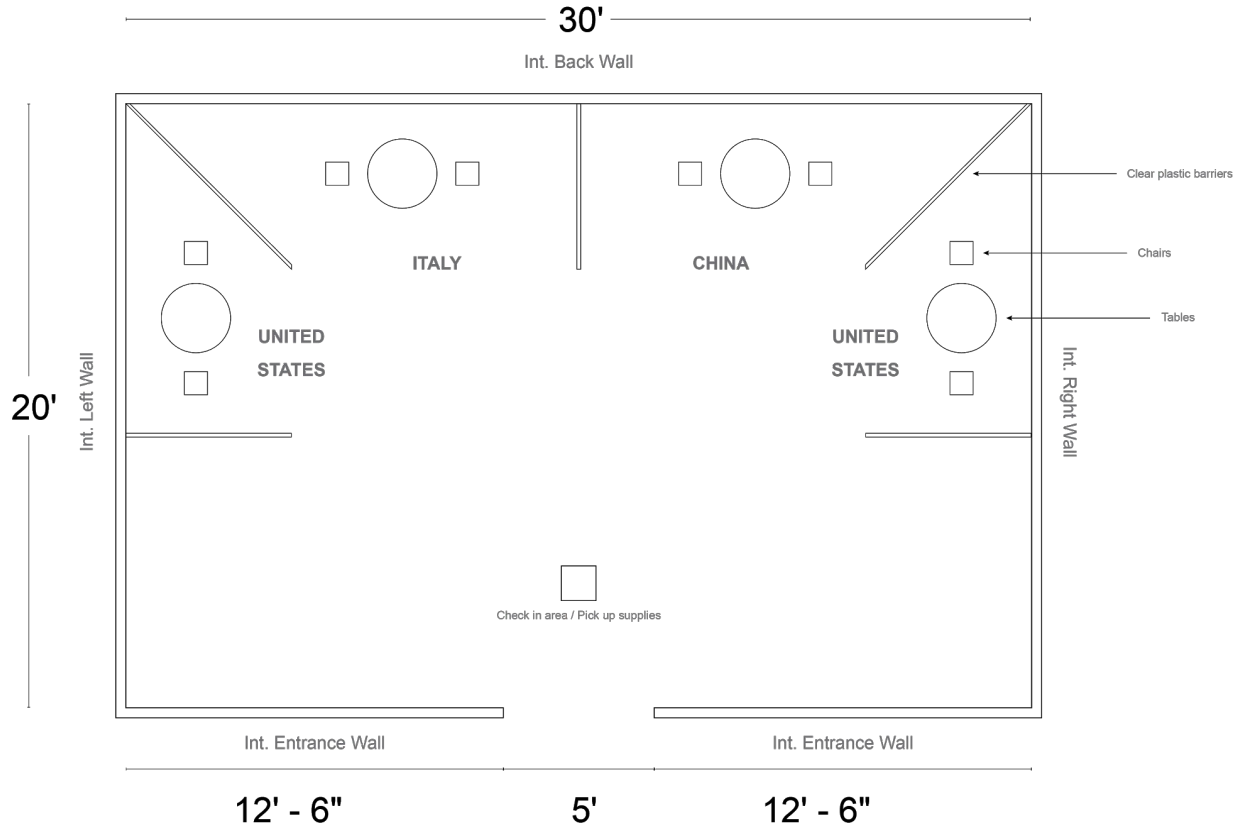 30'
Int. Back Wall
Clear plastic barriers
Chairs
ITALY
CHINA
Tables
UNITED
STATES
UNITED
STATES
Int. Left Wall
Int. Right Wall
20'
Check in area / Pick up supplies
Int. Entrance Wall
Int. Entrance Wall
12' - 6"
5'
12' - 6"